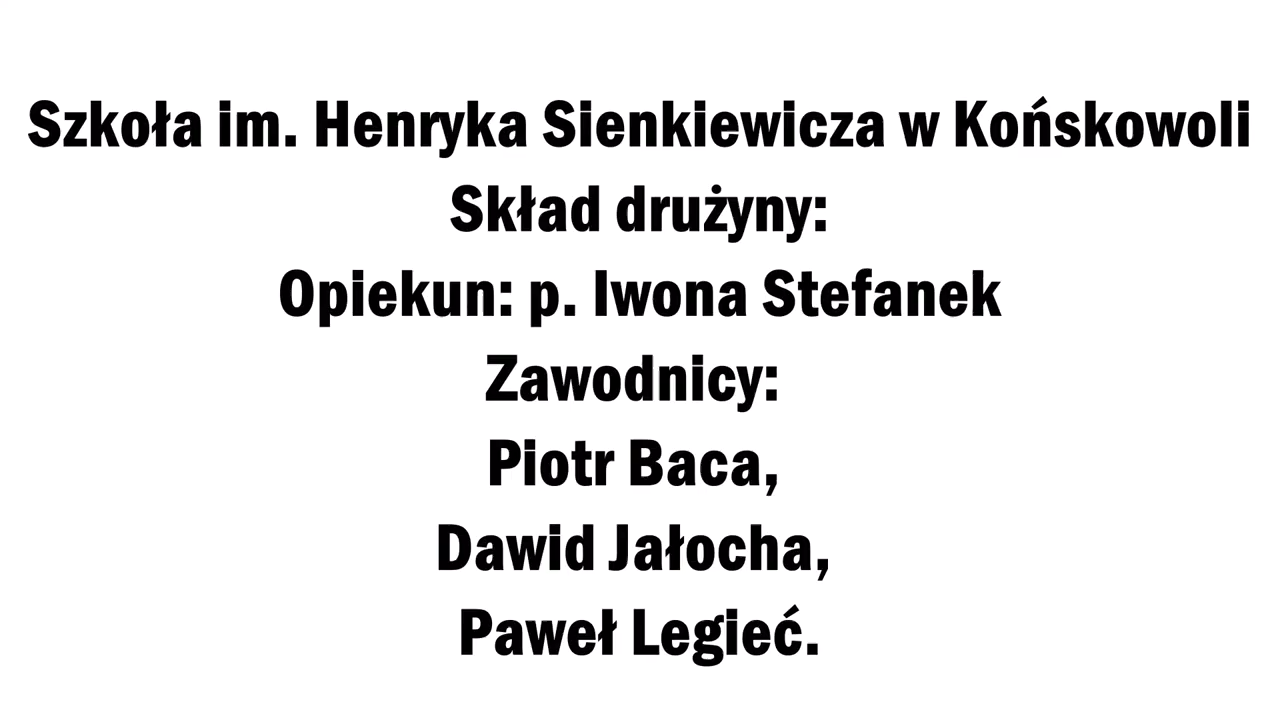 Szkoła im. Henryka Sienkiewicza w Końskowoli
Skład drużyny:
Opiekun: p. Iwona Stefanek
Zawodnicy:
Piotr Baca,
Dawid Jałocha,
Paweł Legieć.